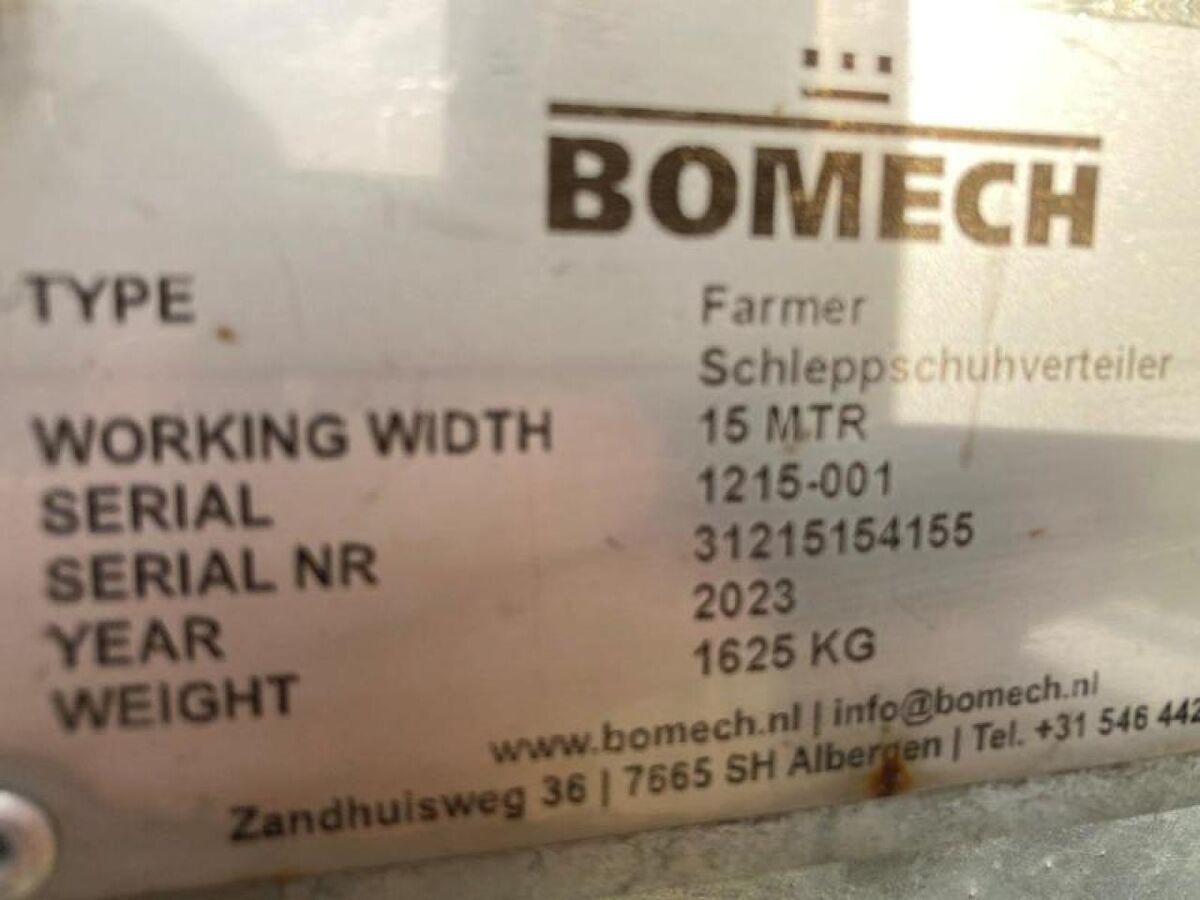 BOMECH
TYPE Farmer
Schleppschuhverteiler
WORKING WIDTH 15 MTR
SERIAL 1215-001
SERIAL NR 31215154155
YEAR 2023
WEIGHT 1625 KG
www.bomech.nl | info@bomech.nl
Zandhuisweg 36 | 7665 SH Albergen | Tel. +31 546 442